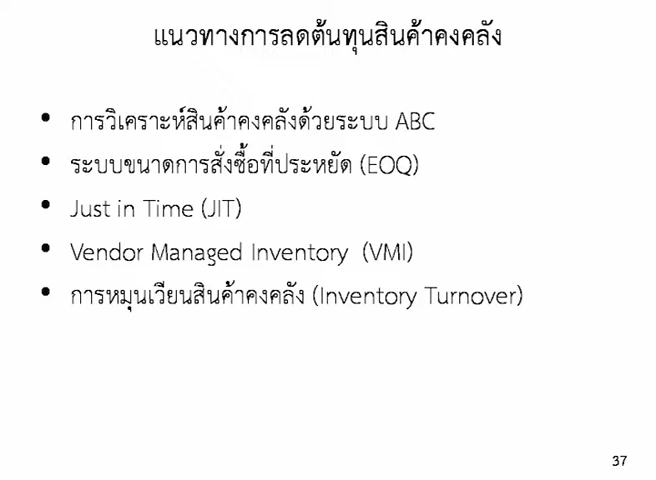 แนวทางการลดต้นทุนสินค้าคงคลัง
• การวิเคราะห์สินค้าคงคลังด้วยระบบ ABC
• ระบบขนาดการสั่งซื้อที่ประหยัด (EOQ)
• Just in Time (JIT)
• Vendor Managed Inventory (VMI)
• การหมุนเวียนสินค้าคงคลัง (Inventory Turnover)
37